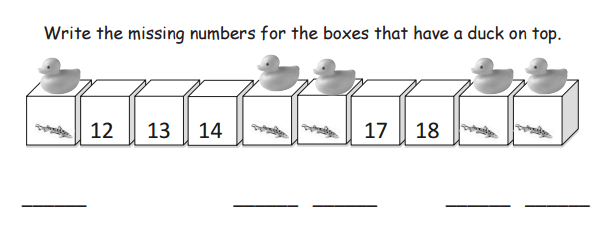 Write the missing numbers for the boxes that have a duck on top.
12 13 14 17 18